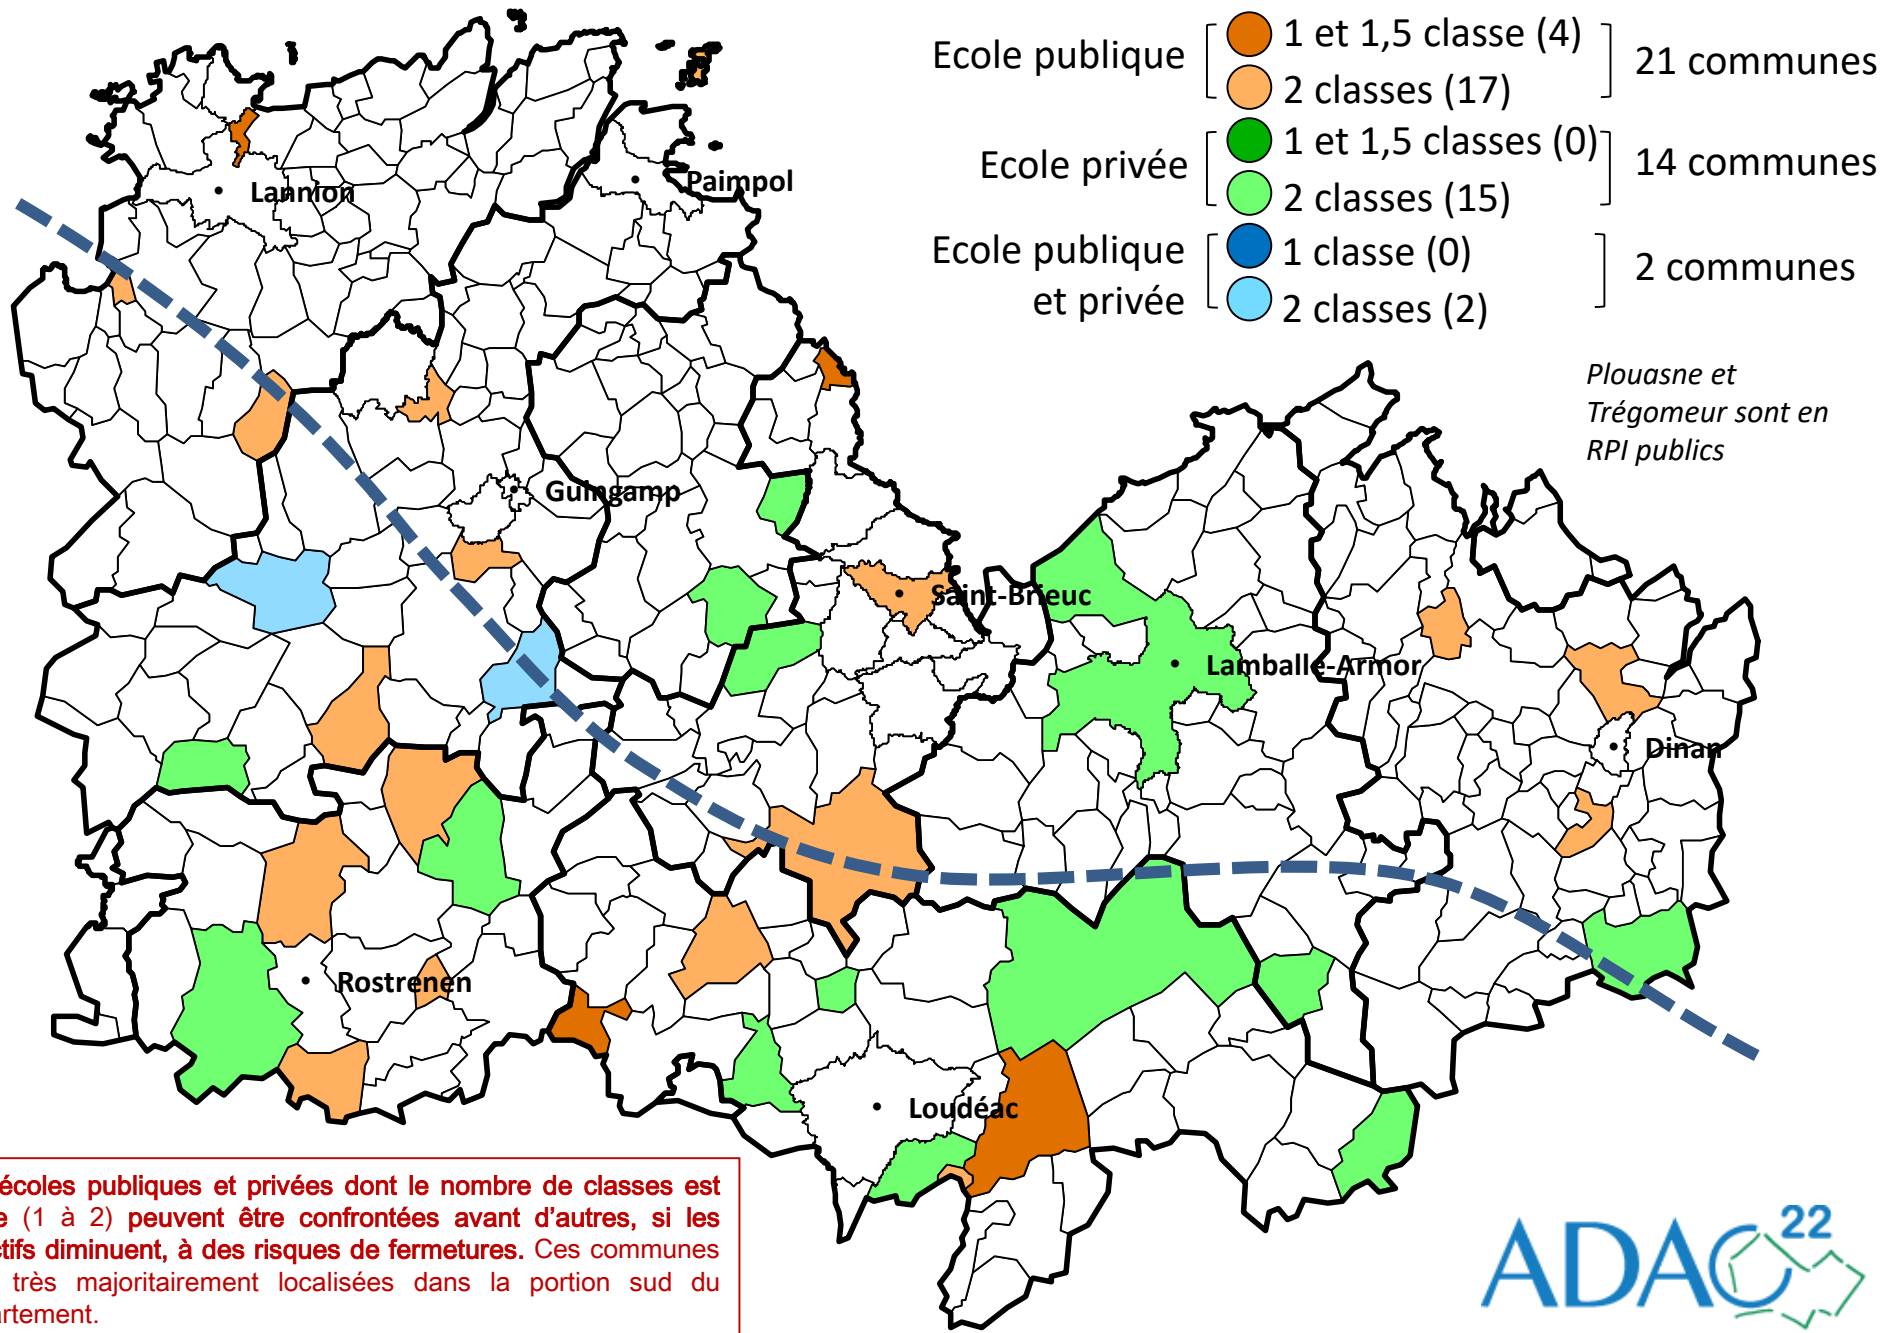 Ecole publique
1 et 1,5 classe (4)
2 classes (17)
21 communes
Ecole privée
1 et 1,5 classes (0)
2 classes (15)
14 communes
Ecole publique
et privée
1 classe (0)
2 classes (2)
2 communes
Plouasne et
Trégomeur sont en
RPI publics
Lannion
Paimpol
Guingamp
Saint-Brieuc
Lamballe-Armor
Dinan
Rostrenen
Loudéac
écoles publiques et privées dont le nombre de classes est
(1 à 2) peuvent être confrontées avant d'autres, si les
diminuent, à des risques de fermetures. Ces communes
très majoritairement localisées dans la portion sud du
ADAC 22